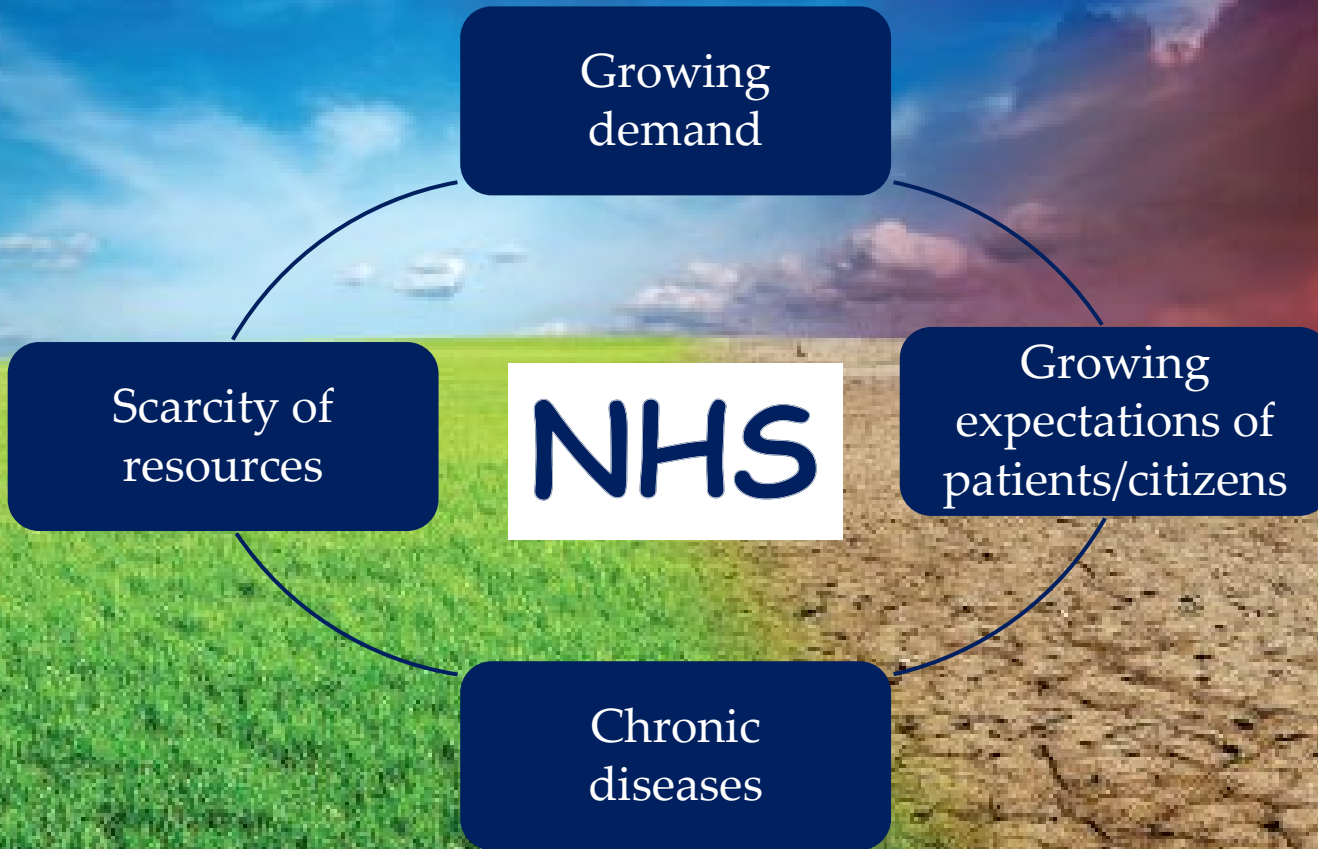 Growing
demand
Scarcity of
resources
NHS
Growing
expectations of
patients/citizens
Chronic
diseases